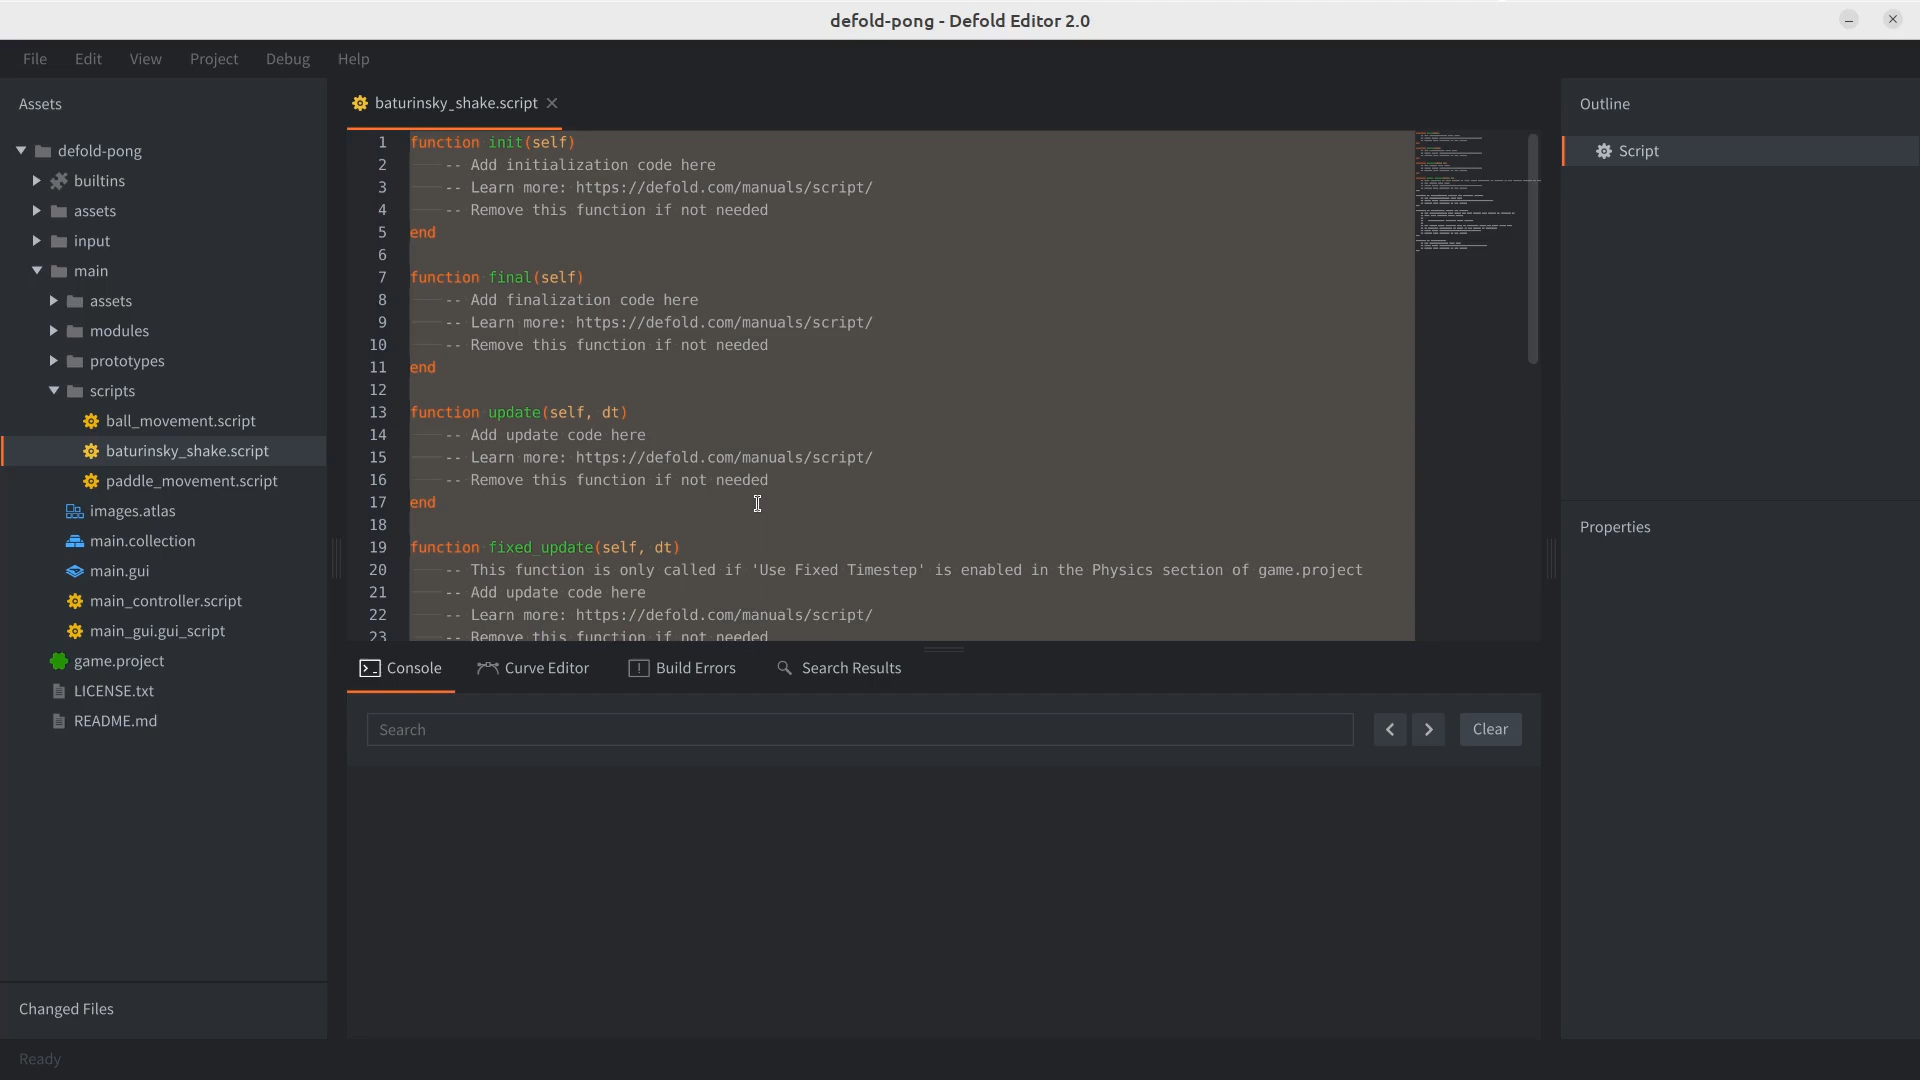 defold-pong - Defold Editor 2.0
File Edit View Project Debug Help
Assets
defold-pong
builtins
assets
input
main
assets
modules
prototypes
scripts
ball_movement.script
baturinsky_shake.script
paddle_movement.script
images.atlas
main.collection
main.gui
main_controller.script
main_gui.gui_script
game.project
LICENSE.txt
README.md
Changed Files
Ready
baturinsky_shake.script
1 function init(self)
2 -- Add initialization code here
3 -- Learn more: https://defold.com/manuals/script/
4 -- Remove this function if not needed
5 end
6
7 function final(self)
8 -- Add finalization code here
9 -- Learn more: https://defold.com/manuals/script/
10 -- Remove this function if not needed
11 end
12
13 function update(self, dt)
14 -- Add update code here
15 -- Learn more: https://defold.com/manuals/script/
16 -- Remove this function if not needed
17 end
18
19 function fixed_update(self, dt)
20 -- This function is only called if 'Use Fixed Timestep' is enabled in the Physics section of game.project
21 -- Add update code here
22 -- Learn more: https://defold.com/manuals/script/
23 -- Remove this function if not needed
Console Curve Editor Build Errors Search Results
Search Clear
Outline
Script
Properties